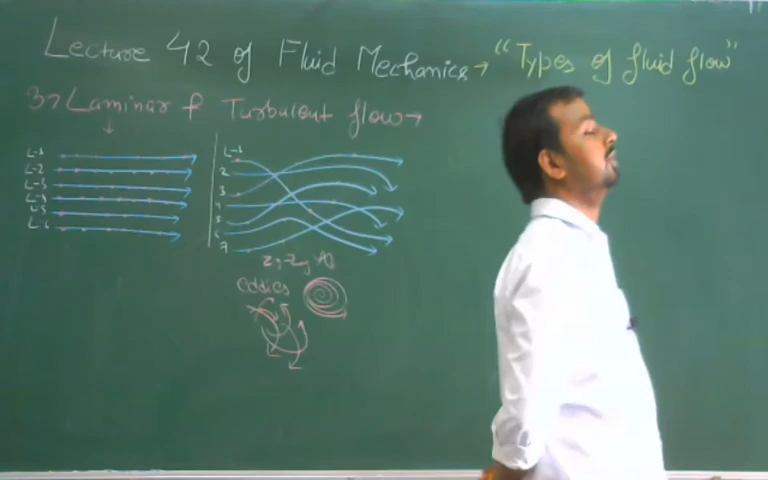 Lecture 42 of Fluid Mechanics → "Types of fluid flow"
3→ Laminar & Turbulent flow →
L-1
L-2
L-3
L-4
L-5
L-6
L-1
2
3
4
5
6
7
eddies